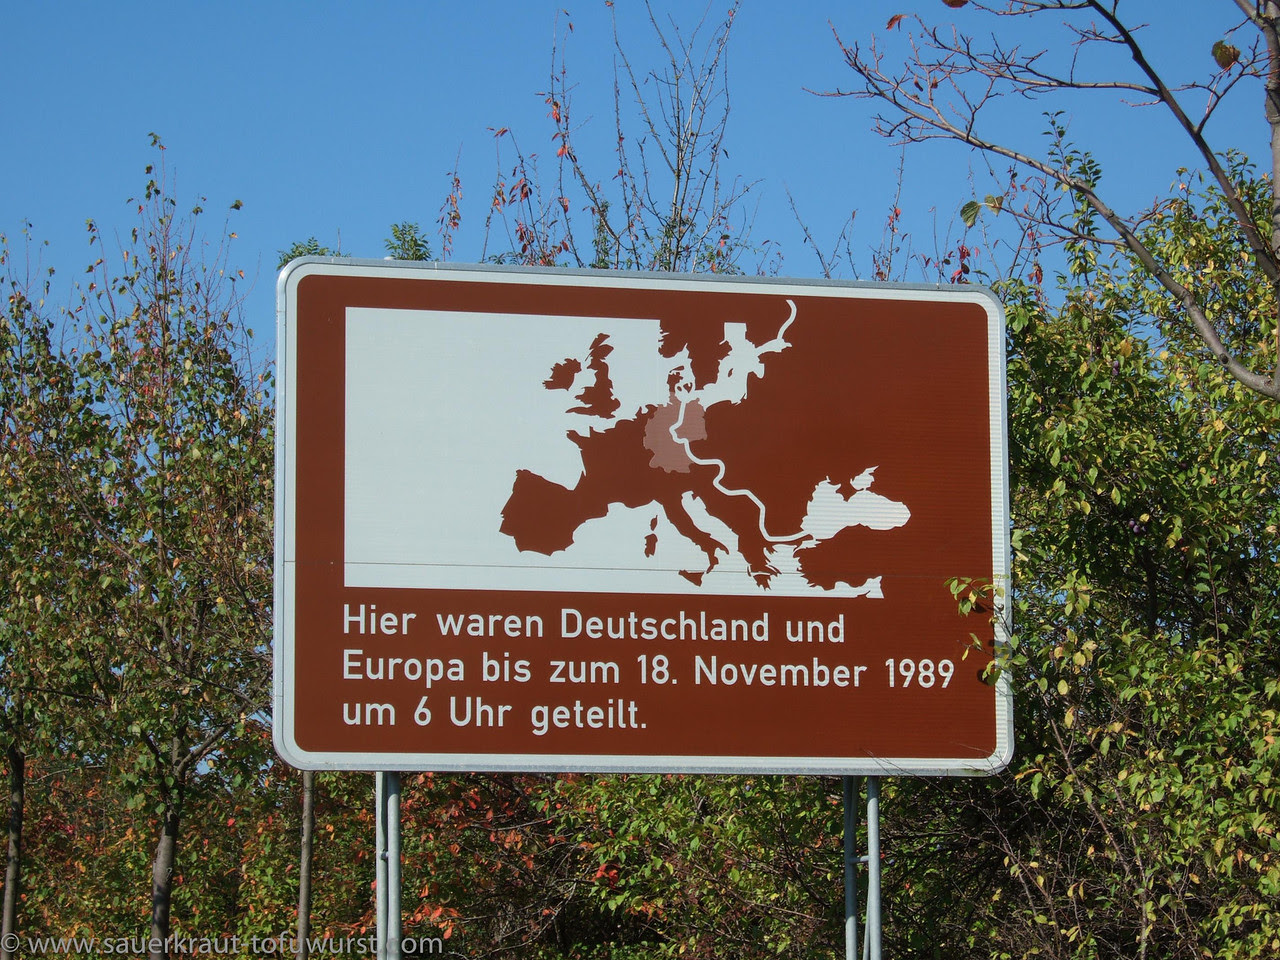 Hier waren Deutschland und
Europa bis zum 18. November 1989
um 6 Uhr geteilt.
© www.sauerkraut-tofuwurst.com